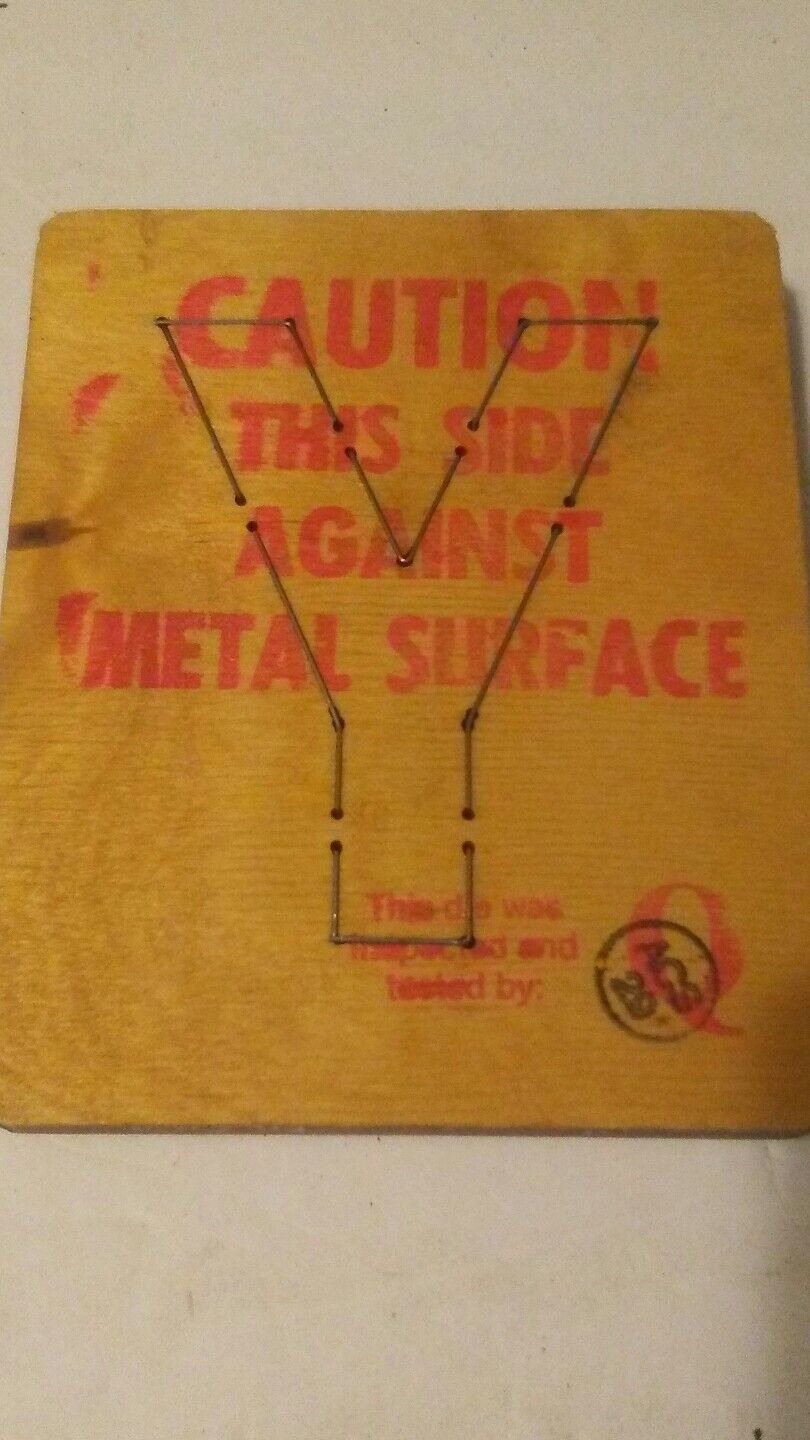 CAUTION
THIS SIDE
AGAINST
METAL SURFACE
This die was
inspected and
tested by:
Q